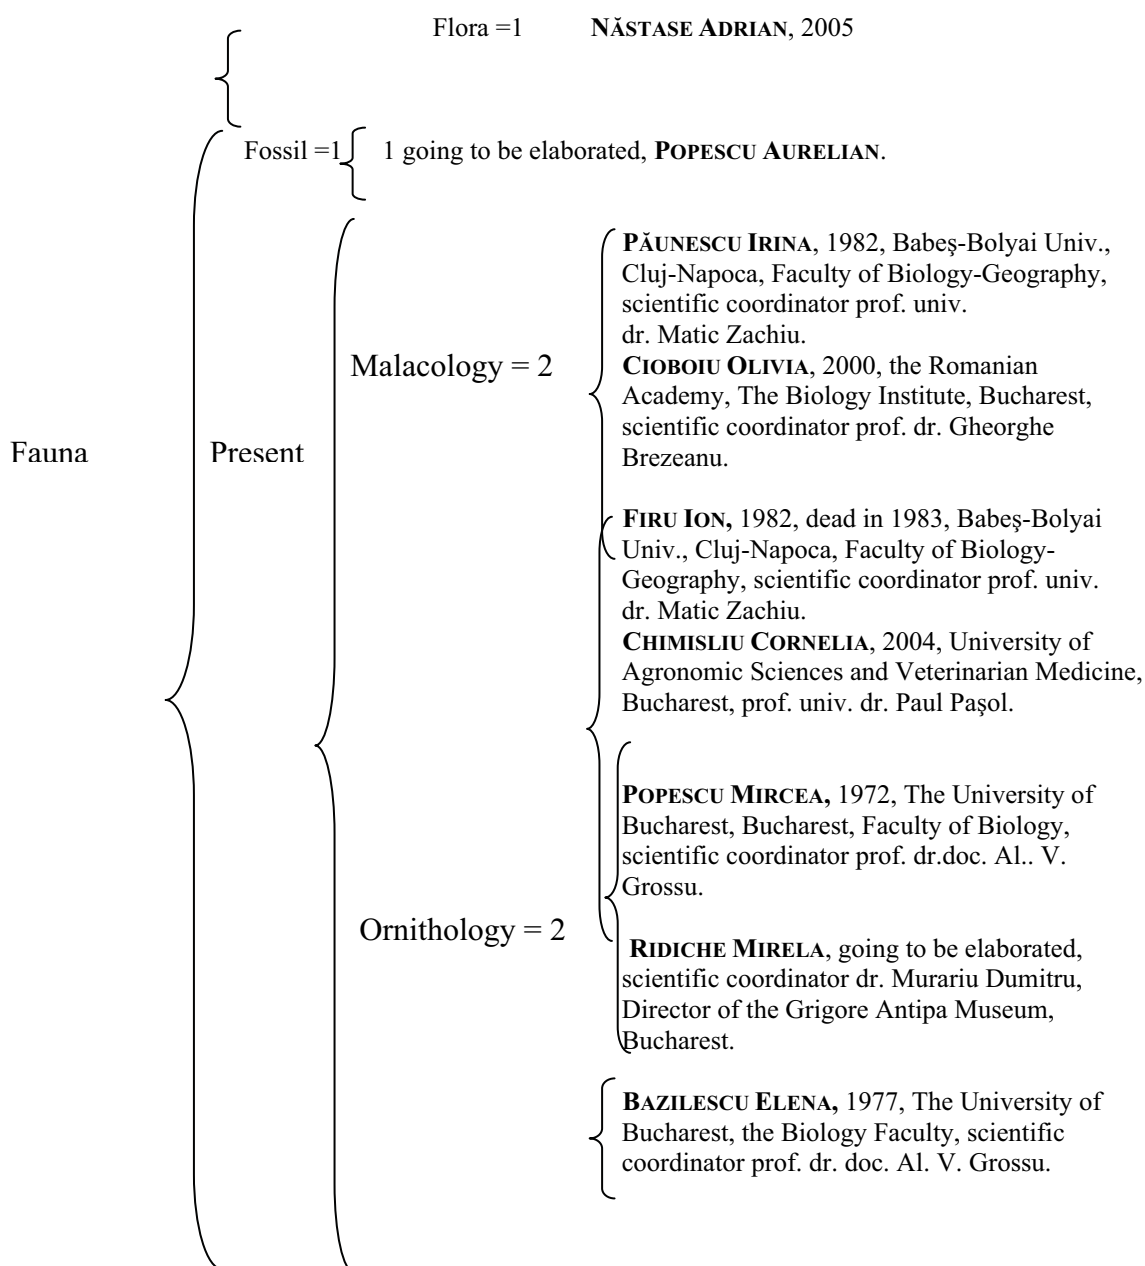 Flora =1 NĂSTASE ADRIAN, 2005
Fossil =1 1 going to be elaborated, POPESCU AURELIAN.
PĂUNESCU IRINA, 1982, Babeş-Bolyai Univ.,
Cluj-Napoca, Faculty of Biology-Geography,
scientific coordinator prof. univ.
dr. Matic Zachiu.
Malacology = 2
CIOBOIU OLIVIA, 2000, the Romanian
Academy, The Biology Institute, Bucharest,
scientific coordinator prof. dr. Gheorghe
Brezeanu.
Fauna Present
FIRU ION, 1982, dead in 1983, Babeş-Bolyai
Univ., Cluj-Napoca, Faculty of Biology-
Geography, scientific coordinator prof. univ.
dr. Matic Zachiu.
CHIMISLIU CORNELIA, 2004, University of
Agronomic Sciences and Veterinarian Medicine,
Bucharest, prof. univ. dr. Paul Paşol.
POPESCU MIRCEA, 1972, The University of
Bucharest, Bucharest, Faculty of Biology,
scientific coordinator prof. dr.doc. Al.. V.
Grossu.
Ornithology = 2
RIDICHE MIRELA, going to be elaborated,
scientific coordinator dr. Murariu Dumitru,
Director of the Grigore Antipa Museum,
Bucharest.
BAZILESCU ELENA, 1977, The University of
Bucharest, the Biology Faculty, scientific
coordinator prof. dr. doc. Al. V. Grossu.